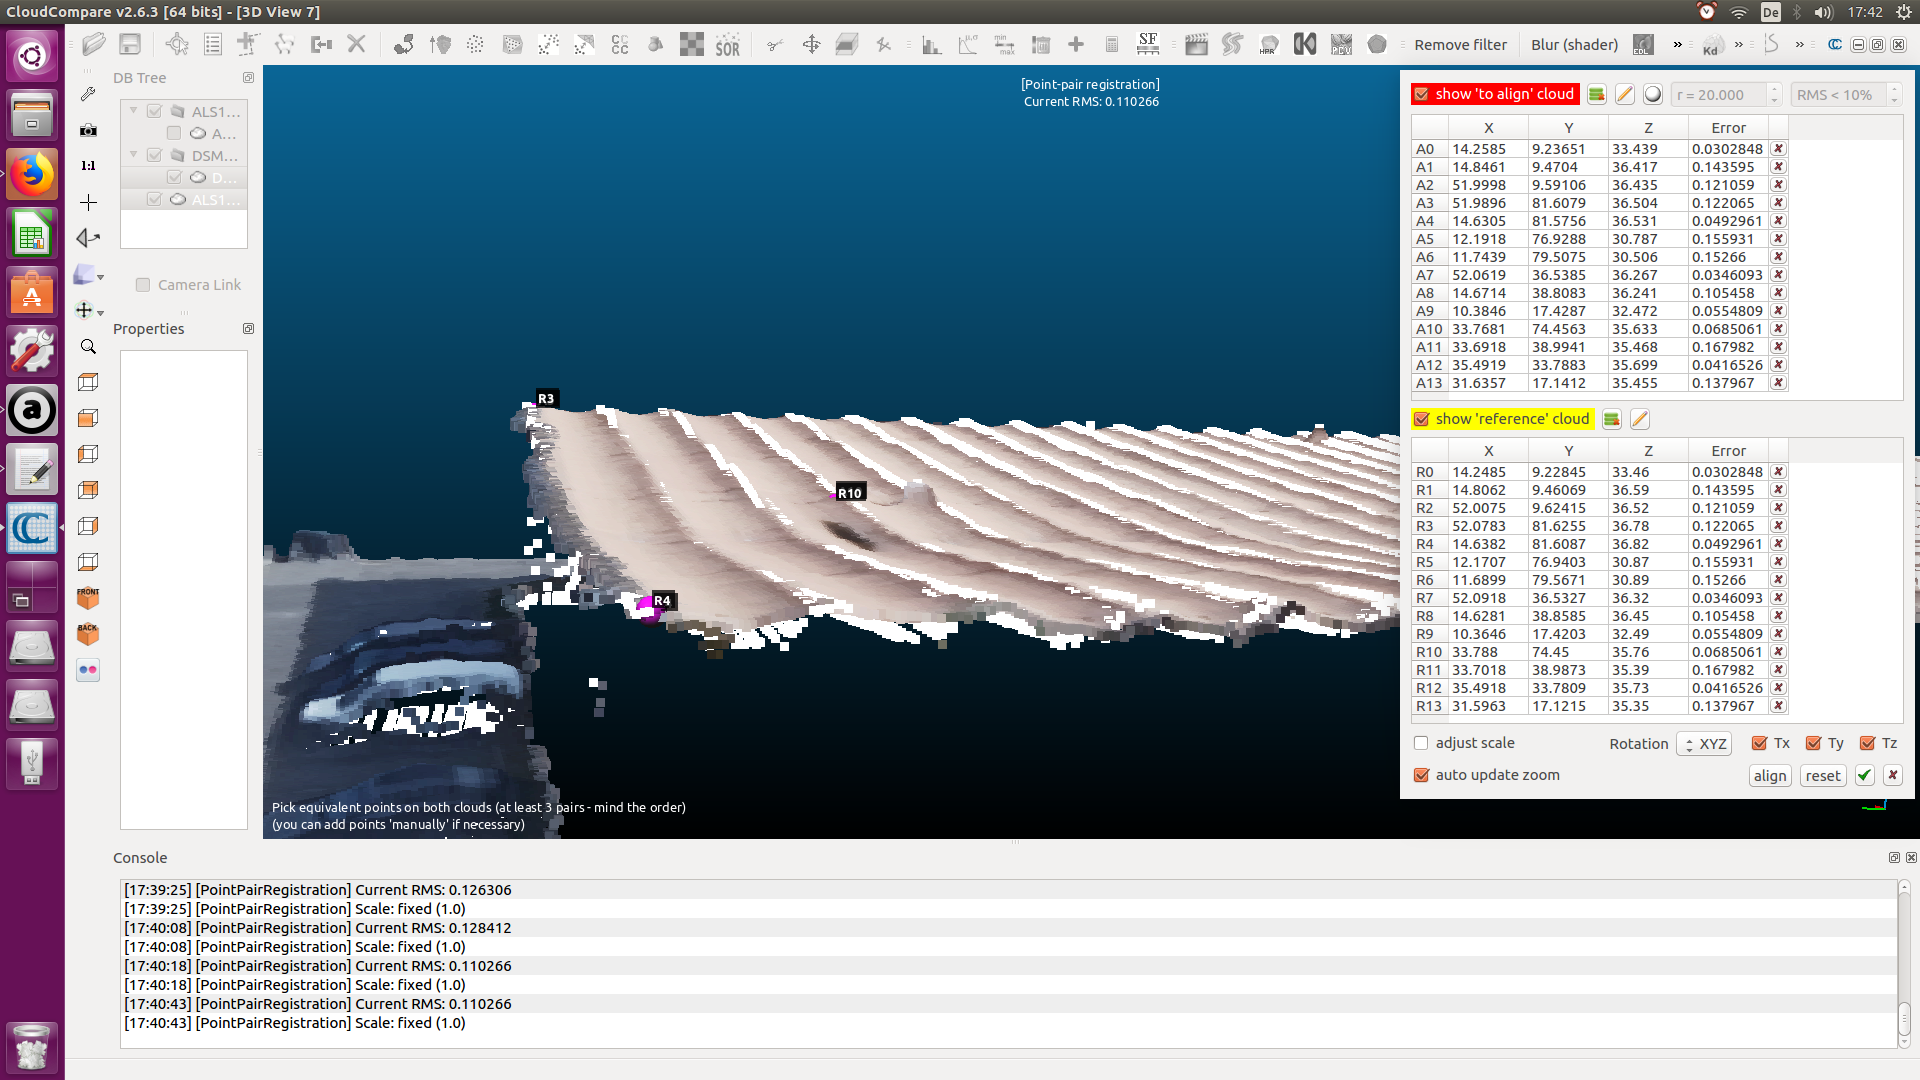 CloudCompare v2.6.3 [64 bits] - [3D View 7]
De
17:42
CC
CC
SOR
min
max
SF
HPR
PCV
Remove filter
Blur (shader)
EDL
»
Kd
»
»
DB Tree
ALS1...
A...
DSM...
D...
ALS1...
1:1
Camera Link
Properties
FRONT
BACK
[Point-pair registration]
Current RMS: 0.110266
R3
R10
R4
Pick equivalent points on both clouds (at least 3 pairs - mind the order)
(you can add points 'manually' if necessary)
show 'to align' cloud
r = 20.000
RMS < 10%
X Y Z Error
A0 14.2585 9.23651 33.439 0.0302848
A1 14.8461 9.4704 36.417 0.143595
A2 51.9998 9.59106 36.435 0.121059
A3 51.9896 81.6079 36.504 0.122065
A4 14.6305 81.5756 36.531 0.0492961
A5 12.1918 76.9288 30.787 0.155931
A6 11.7439 79.5075 30.506 0.15266
A7 52.0619 36.5385 36.267 0.0346093
A8 14.6714 38.8083 36.241 0.105458
A9 10.3846 17.4287 32.472 0.0554809
A10 33.7681 74.4563 35.633 0.0685061
A11 33.6918 38.9941 35.468 0.167982
A12 35.4919 33.7883 35.699 0.0416526
A13 31.6357 17.1412 35.455 0.137967
show 'reference' cloud
X Y Z Error
R0 14.2485 9.22845 33.46 0.0302848
R1 14.8062 9.46069 36.59 0.143595
R2 52.0075 9.62415 36.52 0.121059
R3 52.0783 81.6255 36.78 0.122065
R4 14.6382 81.6087 36.82 0.0492961
R5 12.1707 76.9403 30.87 0.155931
R6 11.6899 79.5671 30.89 0.15266
R7 52.0918 36.5327 36.32 0.0346093
R8 14.6281 38.8585 36.45 0.105458
R9 10.3646 17.4203 32.49 0.0554809
R10 33.788 74.45 35.76 0.0685061
R11 33.7018 38.9873 35.39 0.167982
R12 35.4918 33.7809 35.73 0.0416526
R13 31.5963 17.1215 35.35 0.137967
adjust scale
Rotation XYZ Tx Ty Tz
auto update zoom
align reset
Console
[17:39:25] [PointPairRegistration] Current RMS: 0.126306
[17:39:25] [PointPairRegistration] Scale: fixed (1.0)
[17:40:08] [PointPairRegistration] Current RMS: 0.128412
[17:40:08] [PointPairRegistration] Scale: fixed (1.0)
[17:40:18] [PointPairRegistration] Current RMS: 0.110266
[17:40:18] [PointPairRegistration] Scale: fixed (1.0)
[17:40:43] [PointPairRegistration] Current RMS: 0.110266
[17:40:43] [PointPairRegistration] Scale: fixed (1.0)